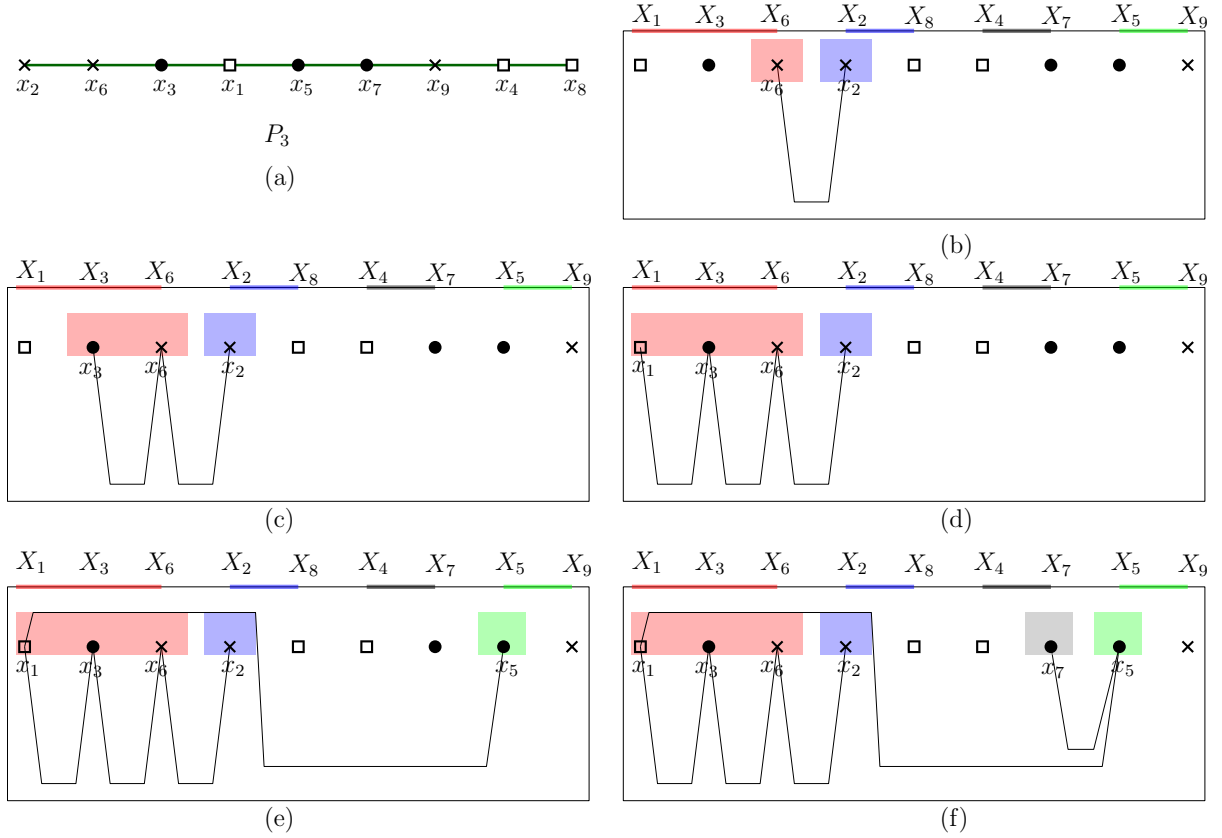 x2 x6 x3 x1 x5 x7 x9 x4 x8
P3
(a)
X1 X3 X6 X2 X8 X4 X7 X5 X9
x6 x2
(b)
X1 X3 X6 X2 X8 X4 X7 X5 X9
x3 x6 x2
(c)
X1 X3 X6 X2 X8 X4 X7 X5 X9
x1 x3 x6 x2
(d)
X1 X3 X6 X2 X8 X4 X7 X5 X9
x1 x3 x6 x2 x5
(e)
X1 X3 X6 X2 X8 X4 X7 X5 X9
x1 x3 x6 x2 x7 x5
(f)